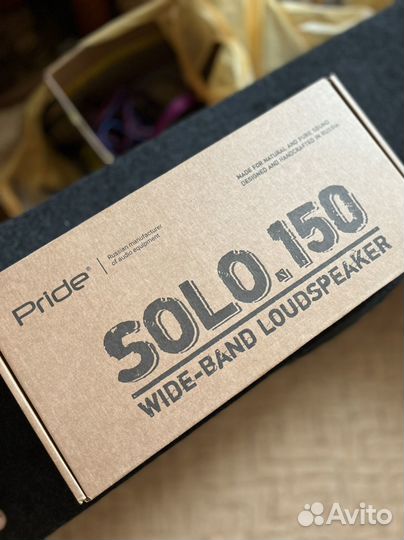 Pride®
Russian manufacturer
of audio equipment
MADE FOR NATURAL AND PURE SOUND
DESIGNED AND HANDCRAFTED IN RUSSIA
SOLO 150
WIDE-BAND LOUDSPEAKER
Avito